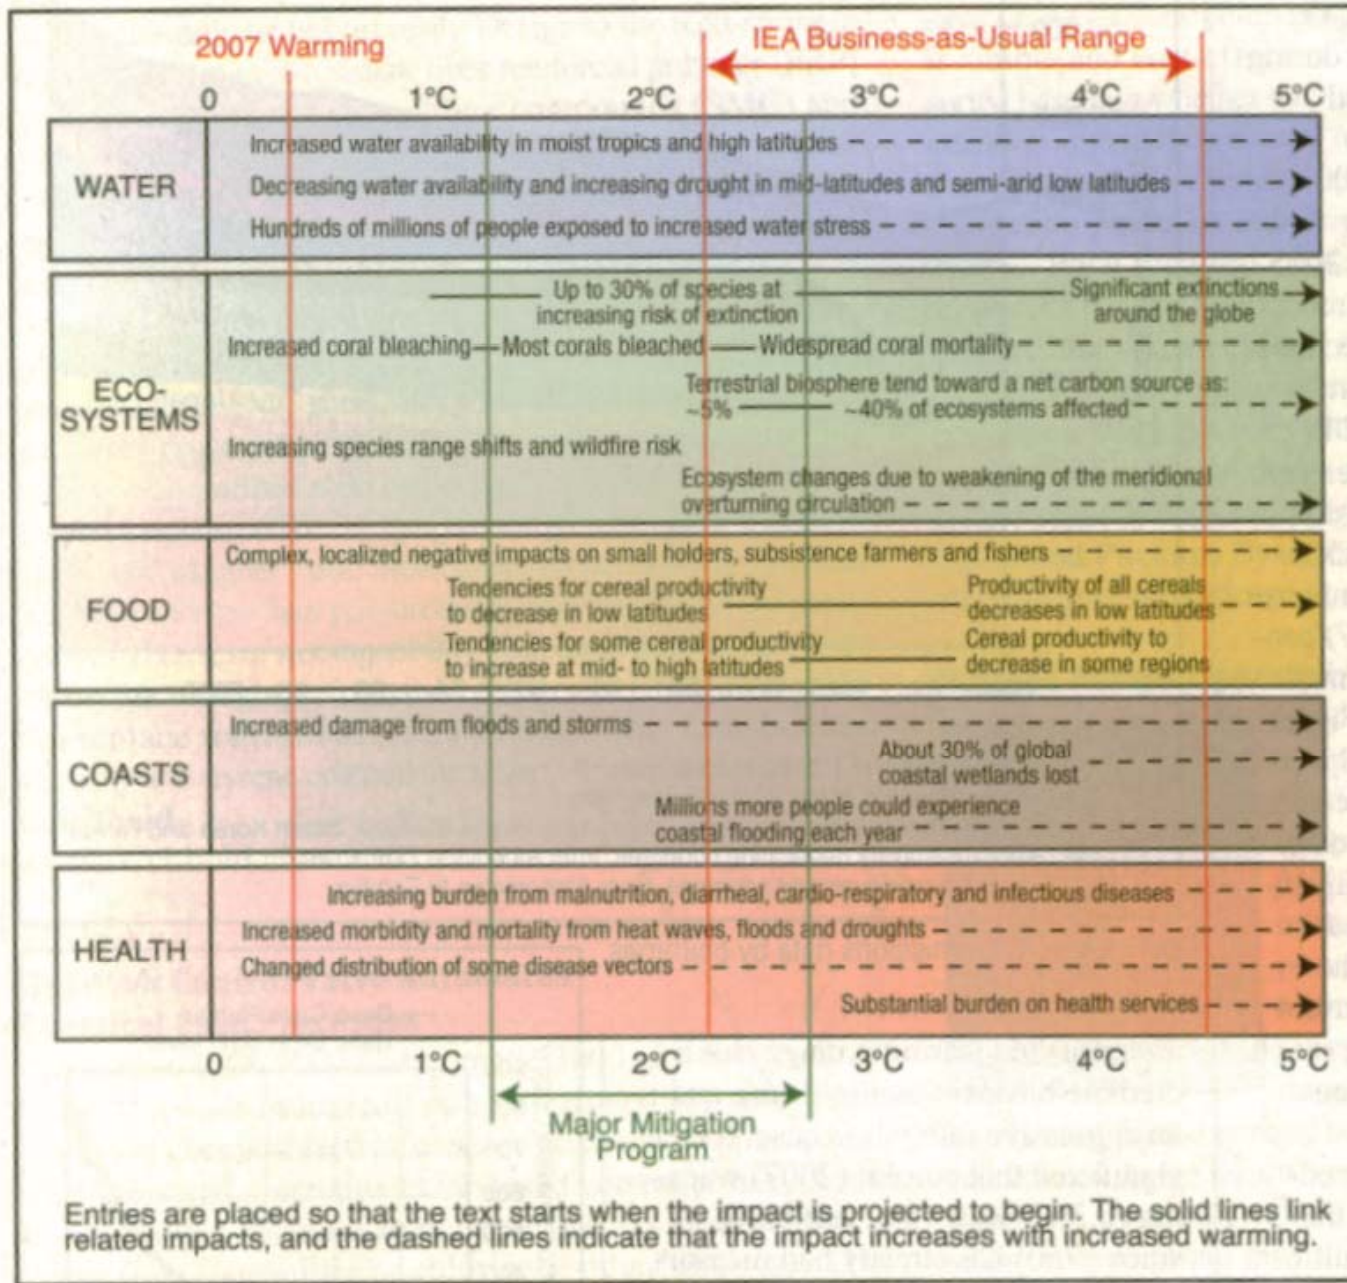 2007 Warming
IEA Business-as-Usual Range
0 1°C 2°C 3°C 4°C 5°C
WATER
Increased water availability in moist tropics and high latitudes
Decreasing water availability and increasing drought in mid-latitudes and semi-arid low latitudes
Hundreds of millions of people exposed to increased water stress
ECO-
SYSTEMS
Up to 30% of species at
increasing risk of extinction
Significant extinctions
around the globe
Increased coral bleaching Most corals bleached Widespread coral mortality
Terrestrial biosphere tend toward a net carbon source as:
~5% ~40% of ecosystems affected
Increasing species range shifts and wildfire risk
Ecosystem changes due to weakening of the meridional
overturning circulation
FOOD
Complex, localized negative impacts on small holders, subsistence farmers and fishers
Tendencies for cereal productivity
to decrease in low latitudes
Productivity of all cereals
decreases in low latitudes
Tendencies for some cereal productivity
to increase at mid- to high latitudes
Cereal productivity to
decrease in some regions
COASTS
Increased damage from floods and storms
About 30% of global
coastal wetlands lost
Millions more people could experience
coastal flooding each year
HEALTH
Increasing burden from malnutrition, diarrheal, cardio-respiratory and infectious diseases
Increased morbidity and mortality from heat waves, floods and droughts
Changed distribution of some disease vectors
Substantial burden on health services
0 1°C 2°C 3°C 4°C 5°C
Major Mitigation
Program
Entries are placed so that the text starts when the impact is projected to begin. The solid lines link
related impacts, and the dashed lines indicate that the impact increases with increased warming.